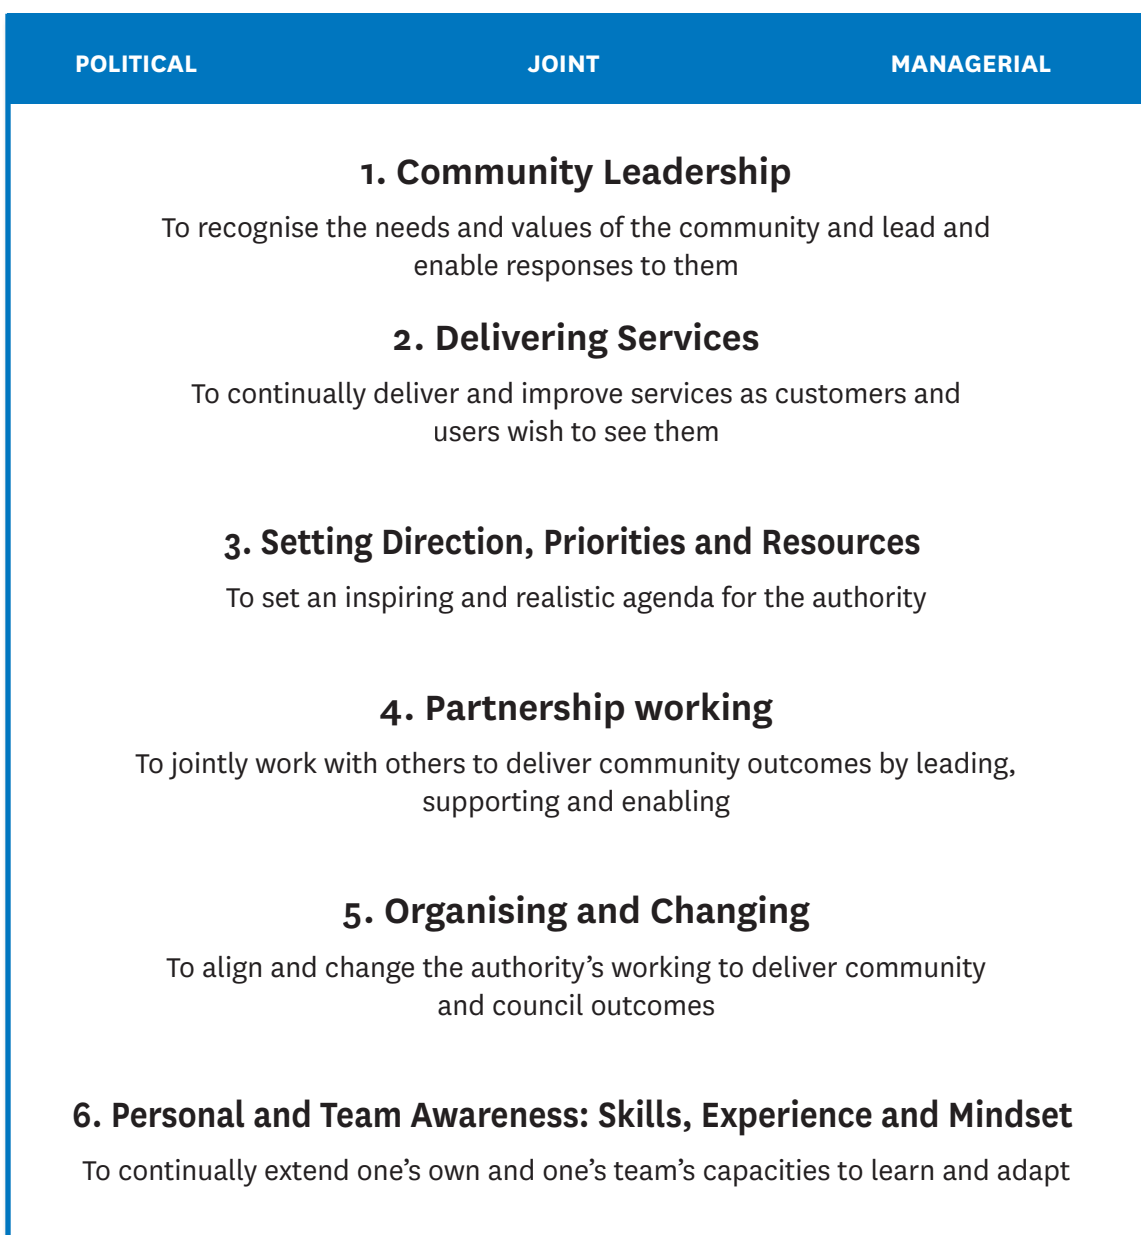 POLITICAL JOINT MANAGERIAL
1. Community Leadership
To recognise the needs and values of the community and lead and
enable responses to them
2. Delivering Services
To continually deliver and improve services as customers and
users wish to see them
3. Setting Direction, Priorities and Resources
To set an inspiring and realistic agenda for the authority
4. Partnership working
To jointly work with others to deliver community outcomes by leading,
supporting and enabling
5. Organising and Changing
To align and change the authority’s working to deliver community
and council outcomes
6. Personal and Team Awareness: Skills, Experience and Mindset
To continually extend one’s own and one’s team’s capacities to learn and adapt